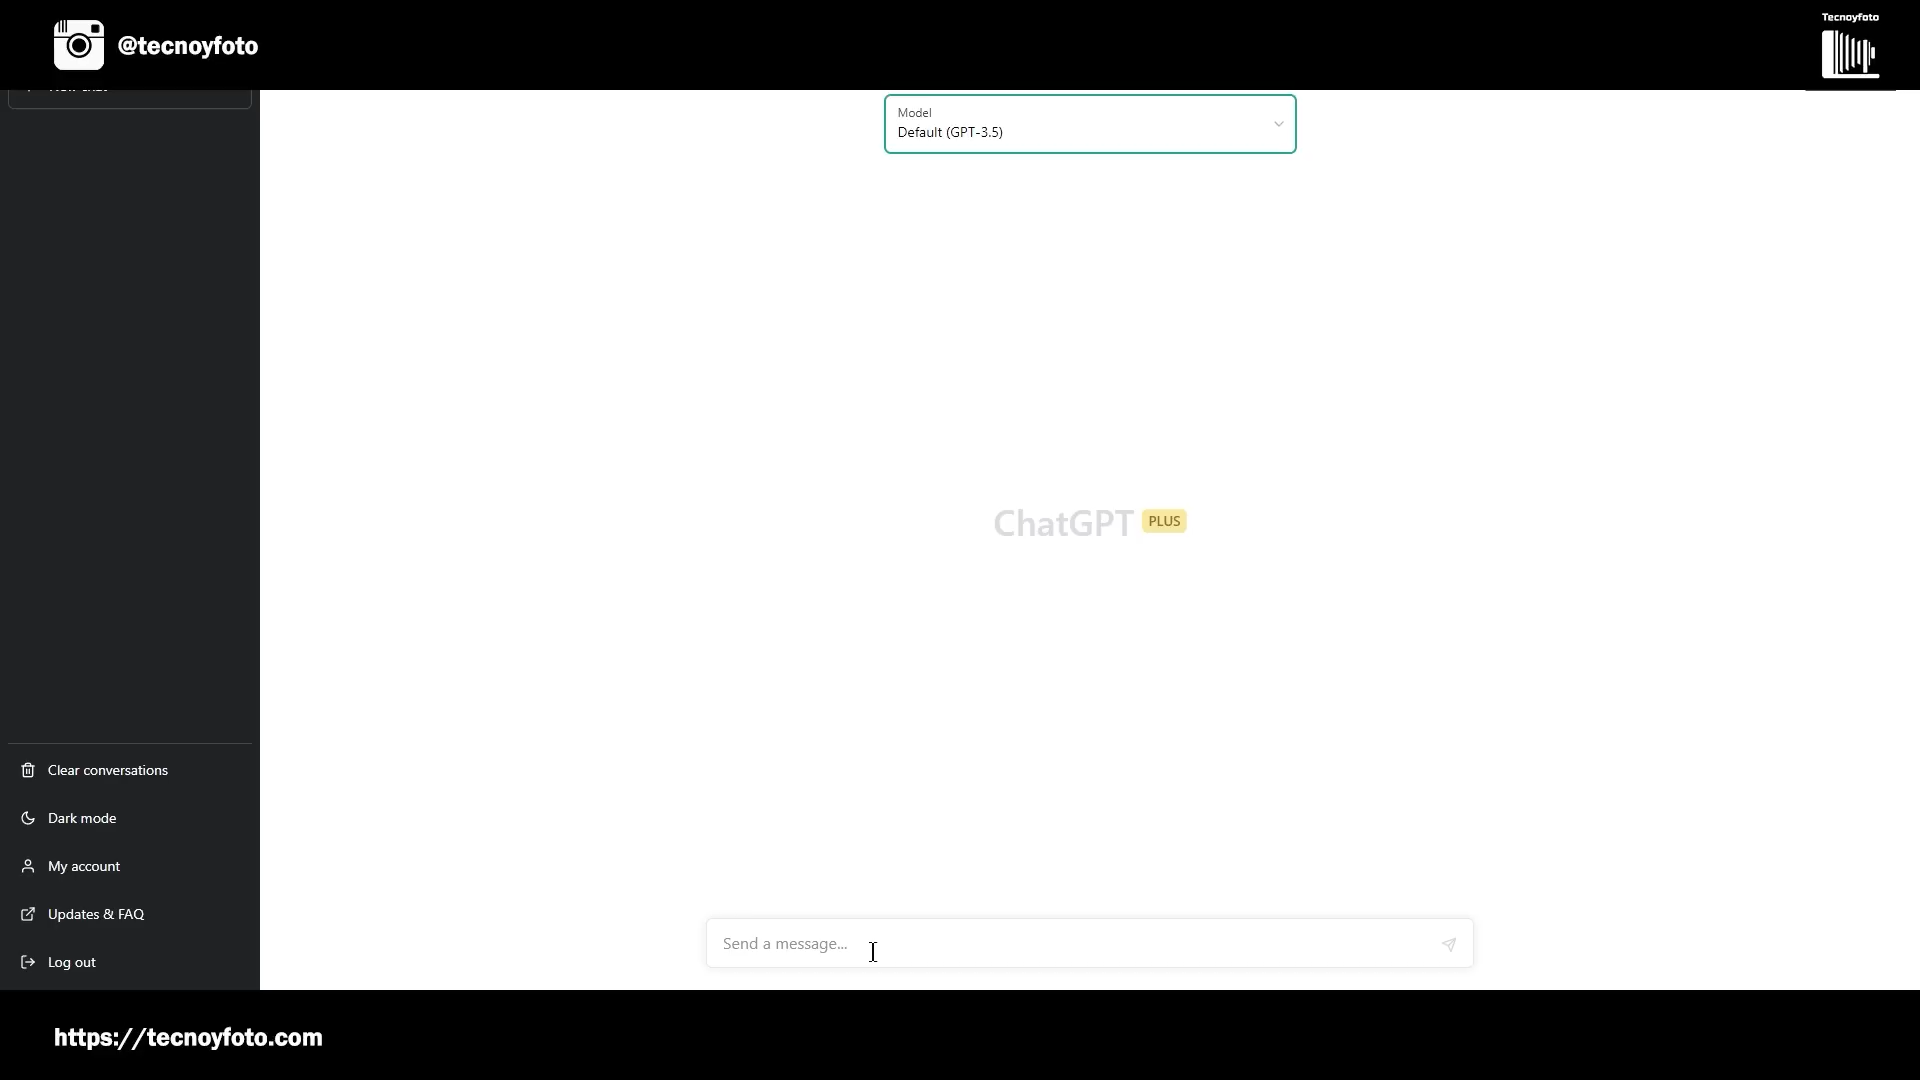 @tecnoyfoto
Tecnoyfoto
Model
Default (GPT-3.5)
ChatGPT PLUS
Clear conversations
Dark mode
My account
Updates & FAQ
Log out
Send a message...
https://tecnoyfoto.com